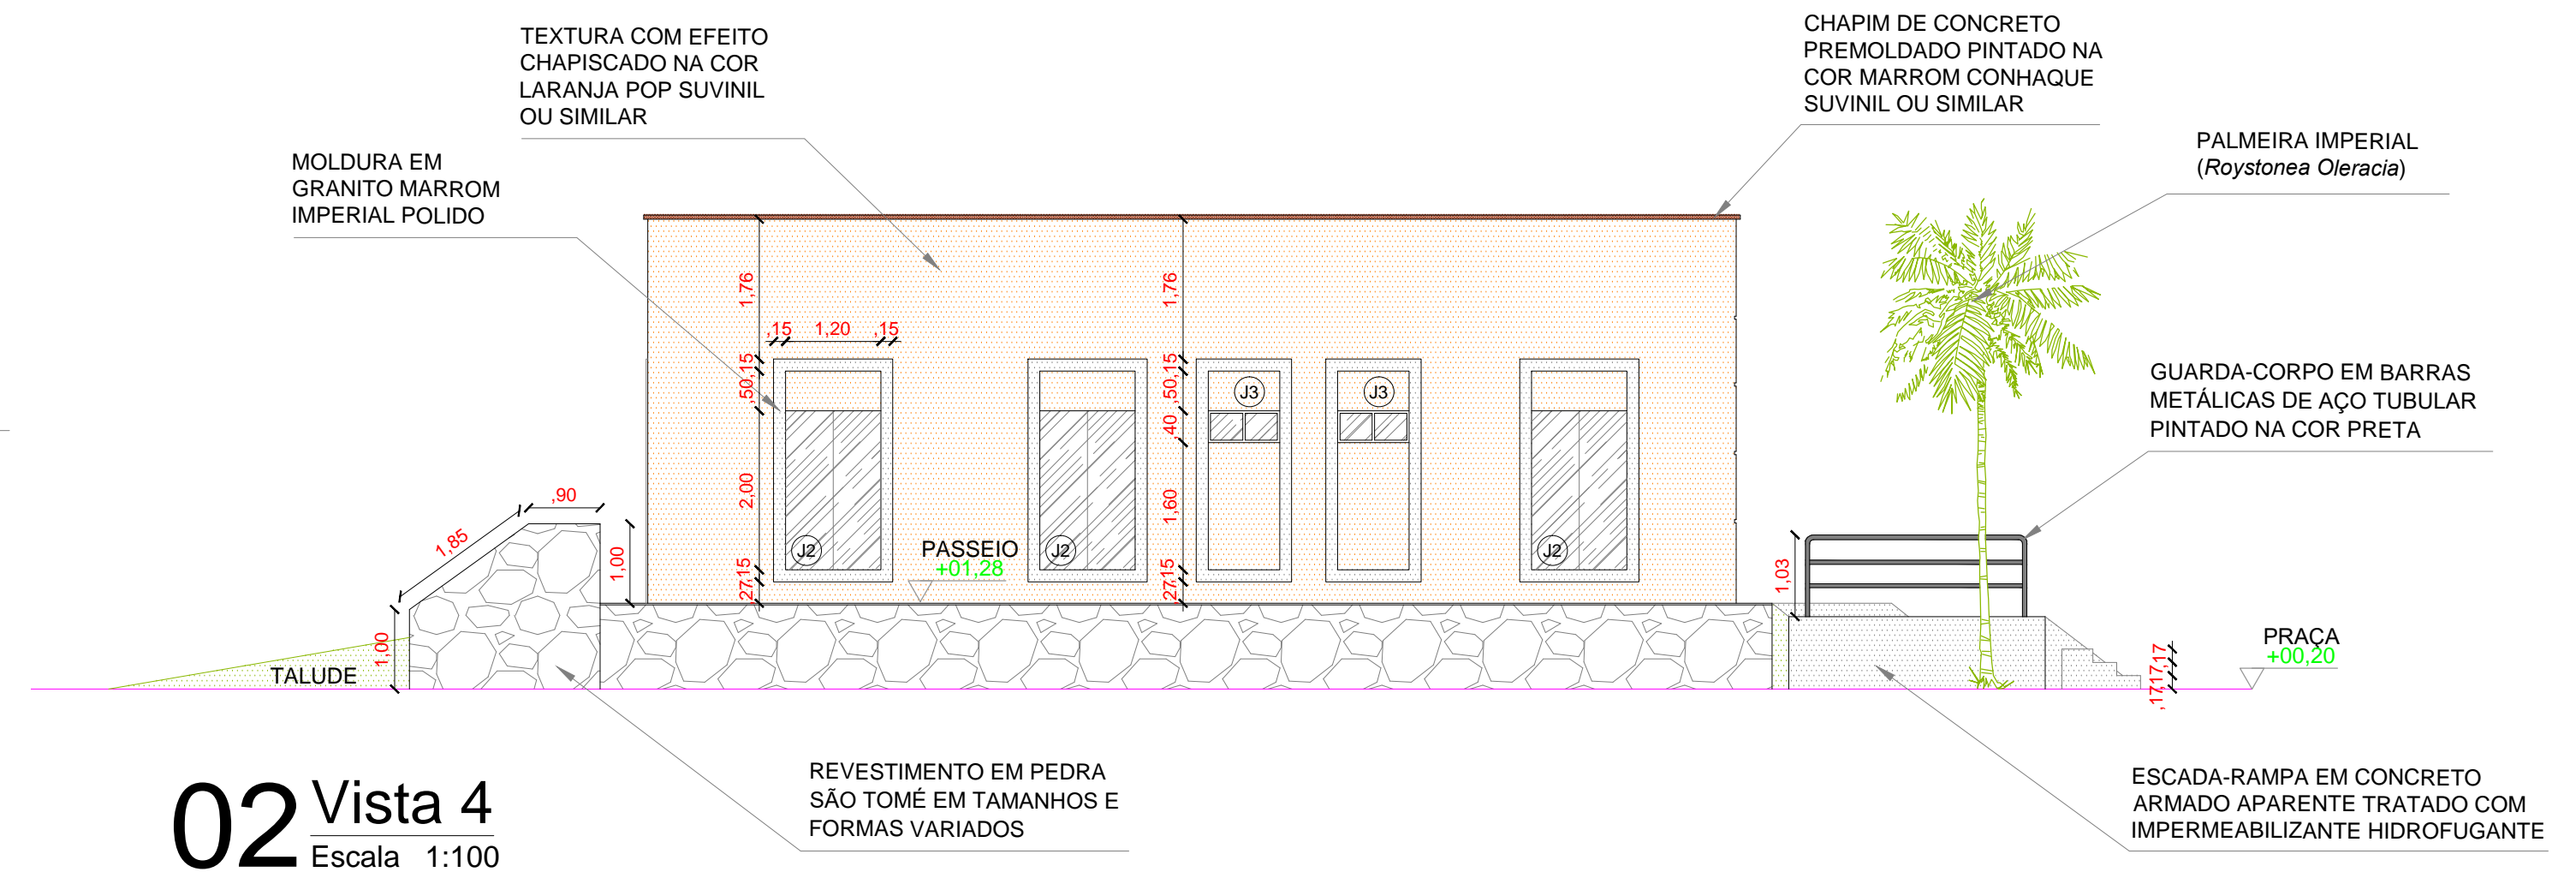 TEXTURA COM EFEITO
CHAPISCADO NA COR
LARANJA POP SUVINIL
OU SIMILAR
CHAPIM DE CONCRETO
PREMOLDADO PINTADO NA
COR MARROM CONHAQUE
SUVINIL OU SIMILAR
MOLDURA EM
GRANITO MARROM
IMPERIAL POLIDO
PALMEIRA IMPERIAL
(Roystonea Oleracia)
GUARDA-CORPO EM BARRAS
METÁLICAS DE AÇO TUBULAR
PINTADO NA COR PRETA
1,76
,15 1,20 ,15
,15
,50
2,00
,15
,27
1,76
,15
,50
,40
1,60
,15
,27
J2
J2
J3
J3
J2
PASSEIO
+01,28
,90
1,85
1,00
1,00
TALUDE
1,03
PRAÇA
+00,20
,17
,17
,17
REVESTIMENTO EM PEDRA
SÃO TOMÉ EM TAMANHOS E
FORMAS VARIADOS
ESCADA-RAMPA EM CONCRETO
ARMADO APARENTE TRATADO COM
IMPERMEABILIZANTE HIDROFUGANTE
02 Vista 4
Escala 1:100